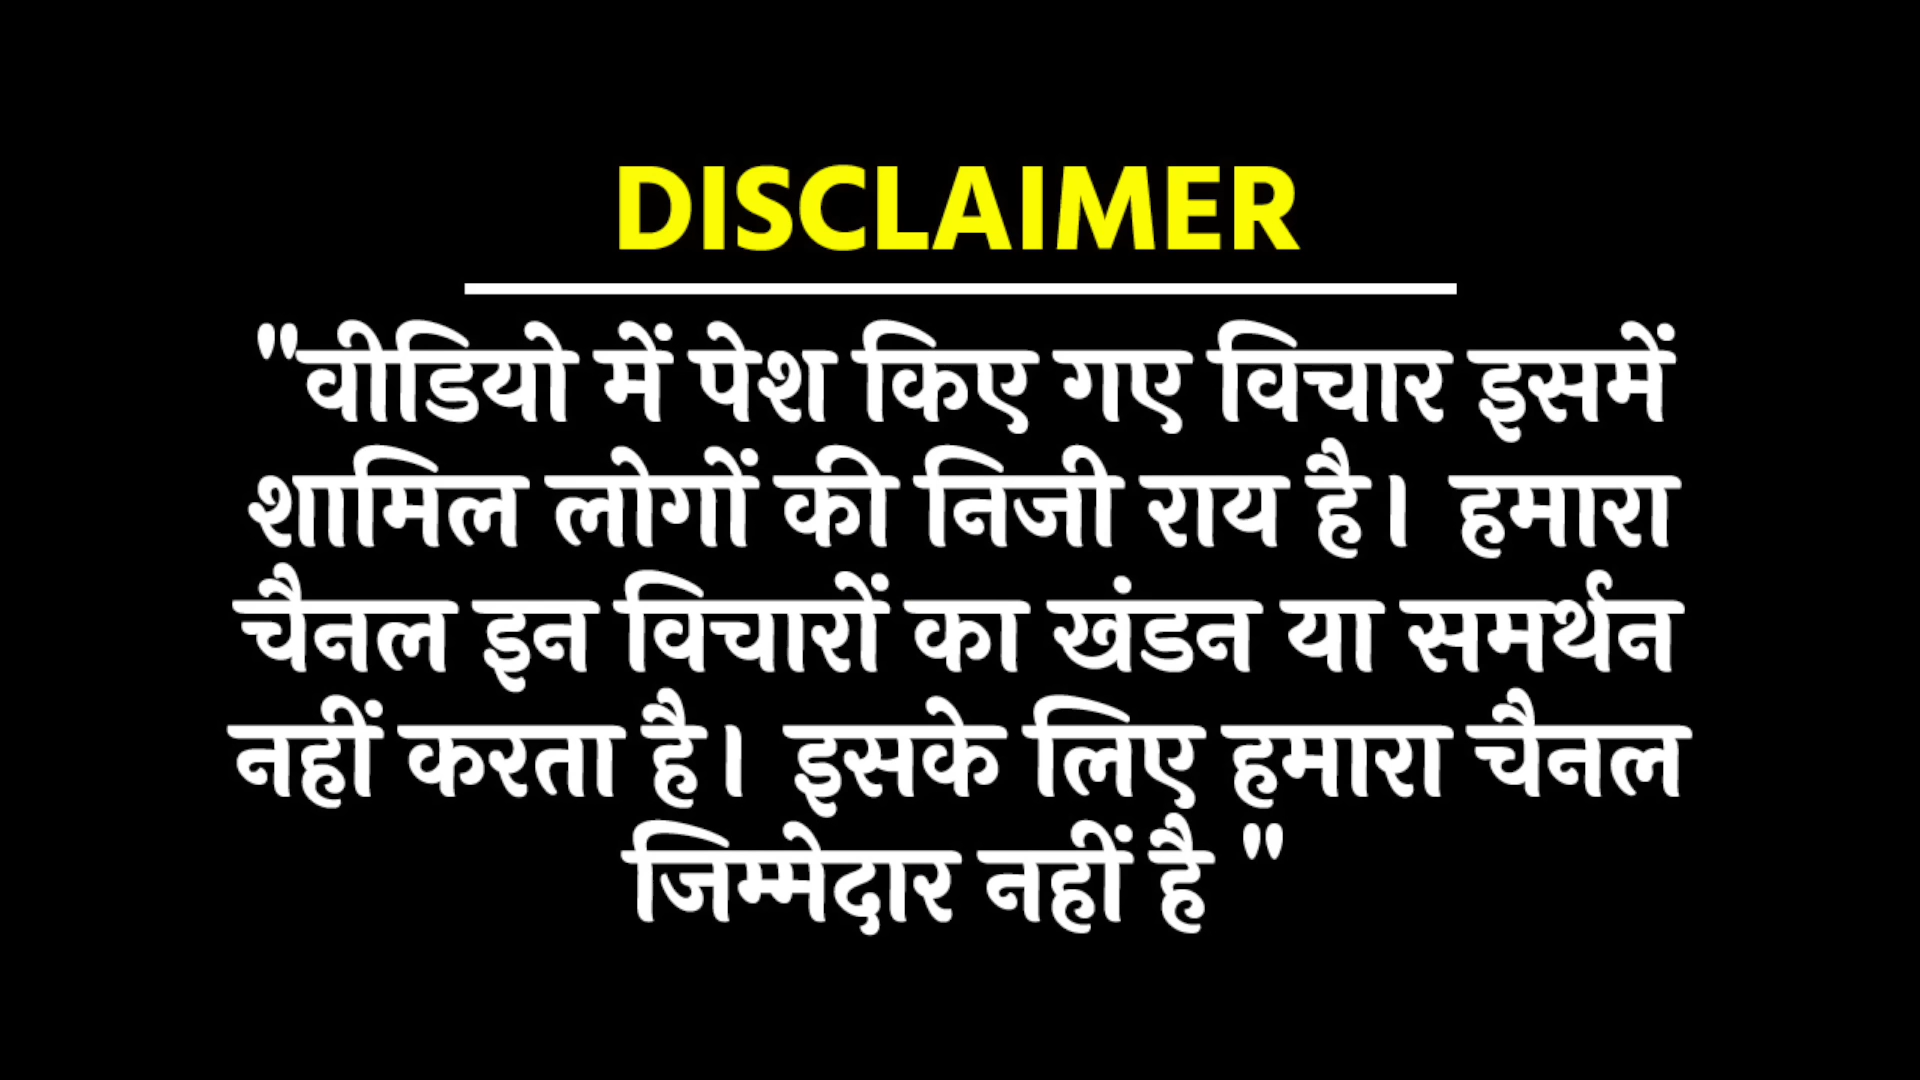 DISCLAIMER
"वीडियो में पेश किए गए विचार इसमें
शामिल लोगों की निजी राय है। हमारा
चैनल इन विचारों का खंडन या समर्थन
नहीं करता है। इसके लिए हमारा चैनल
जिम्मेदार नहीं है "